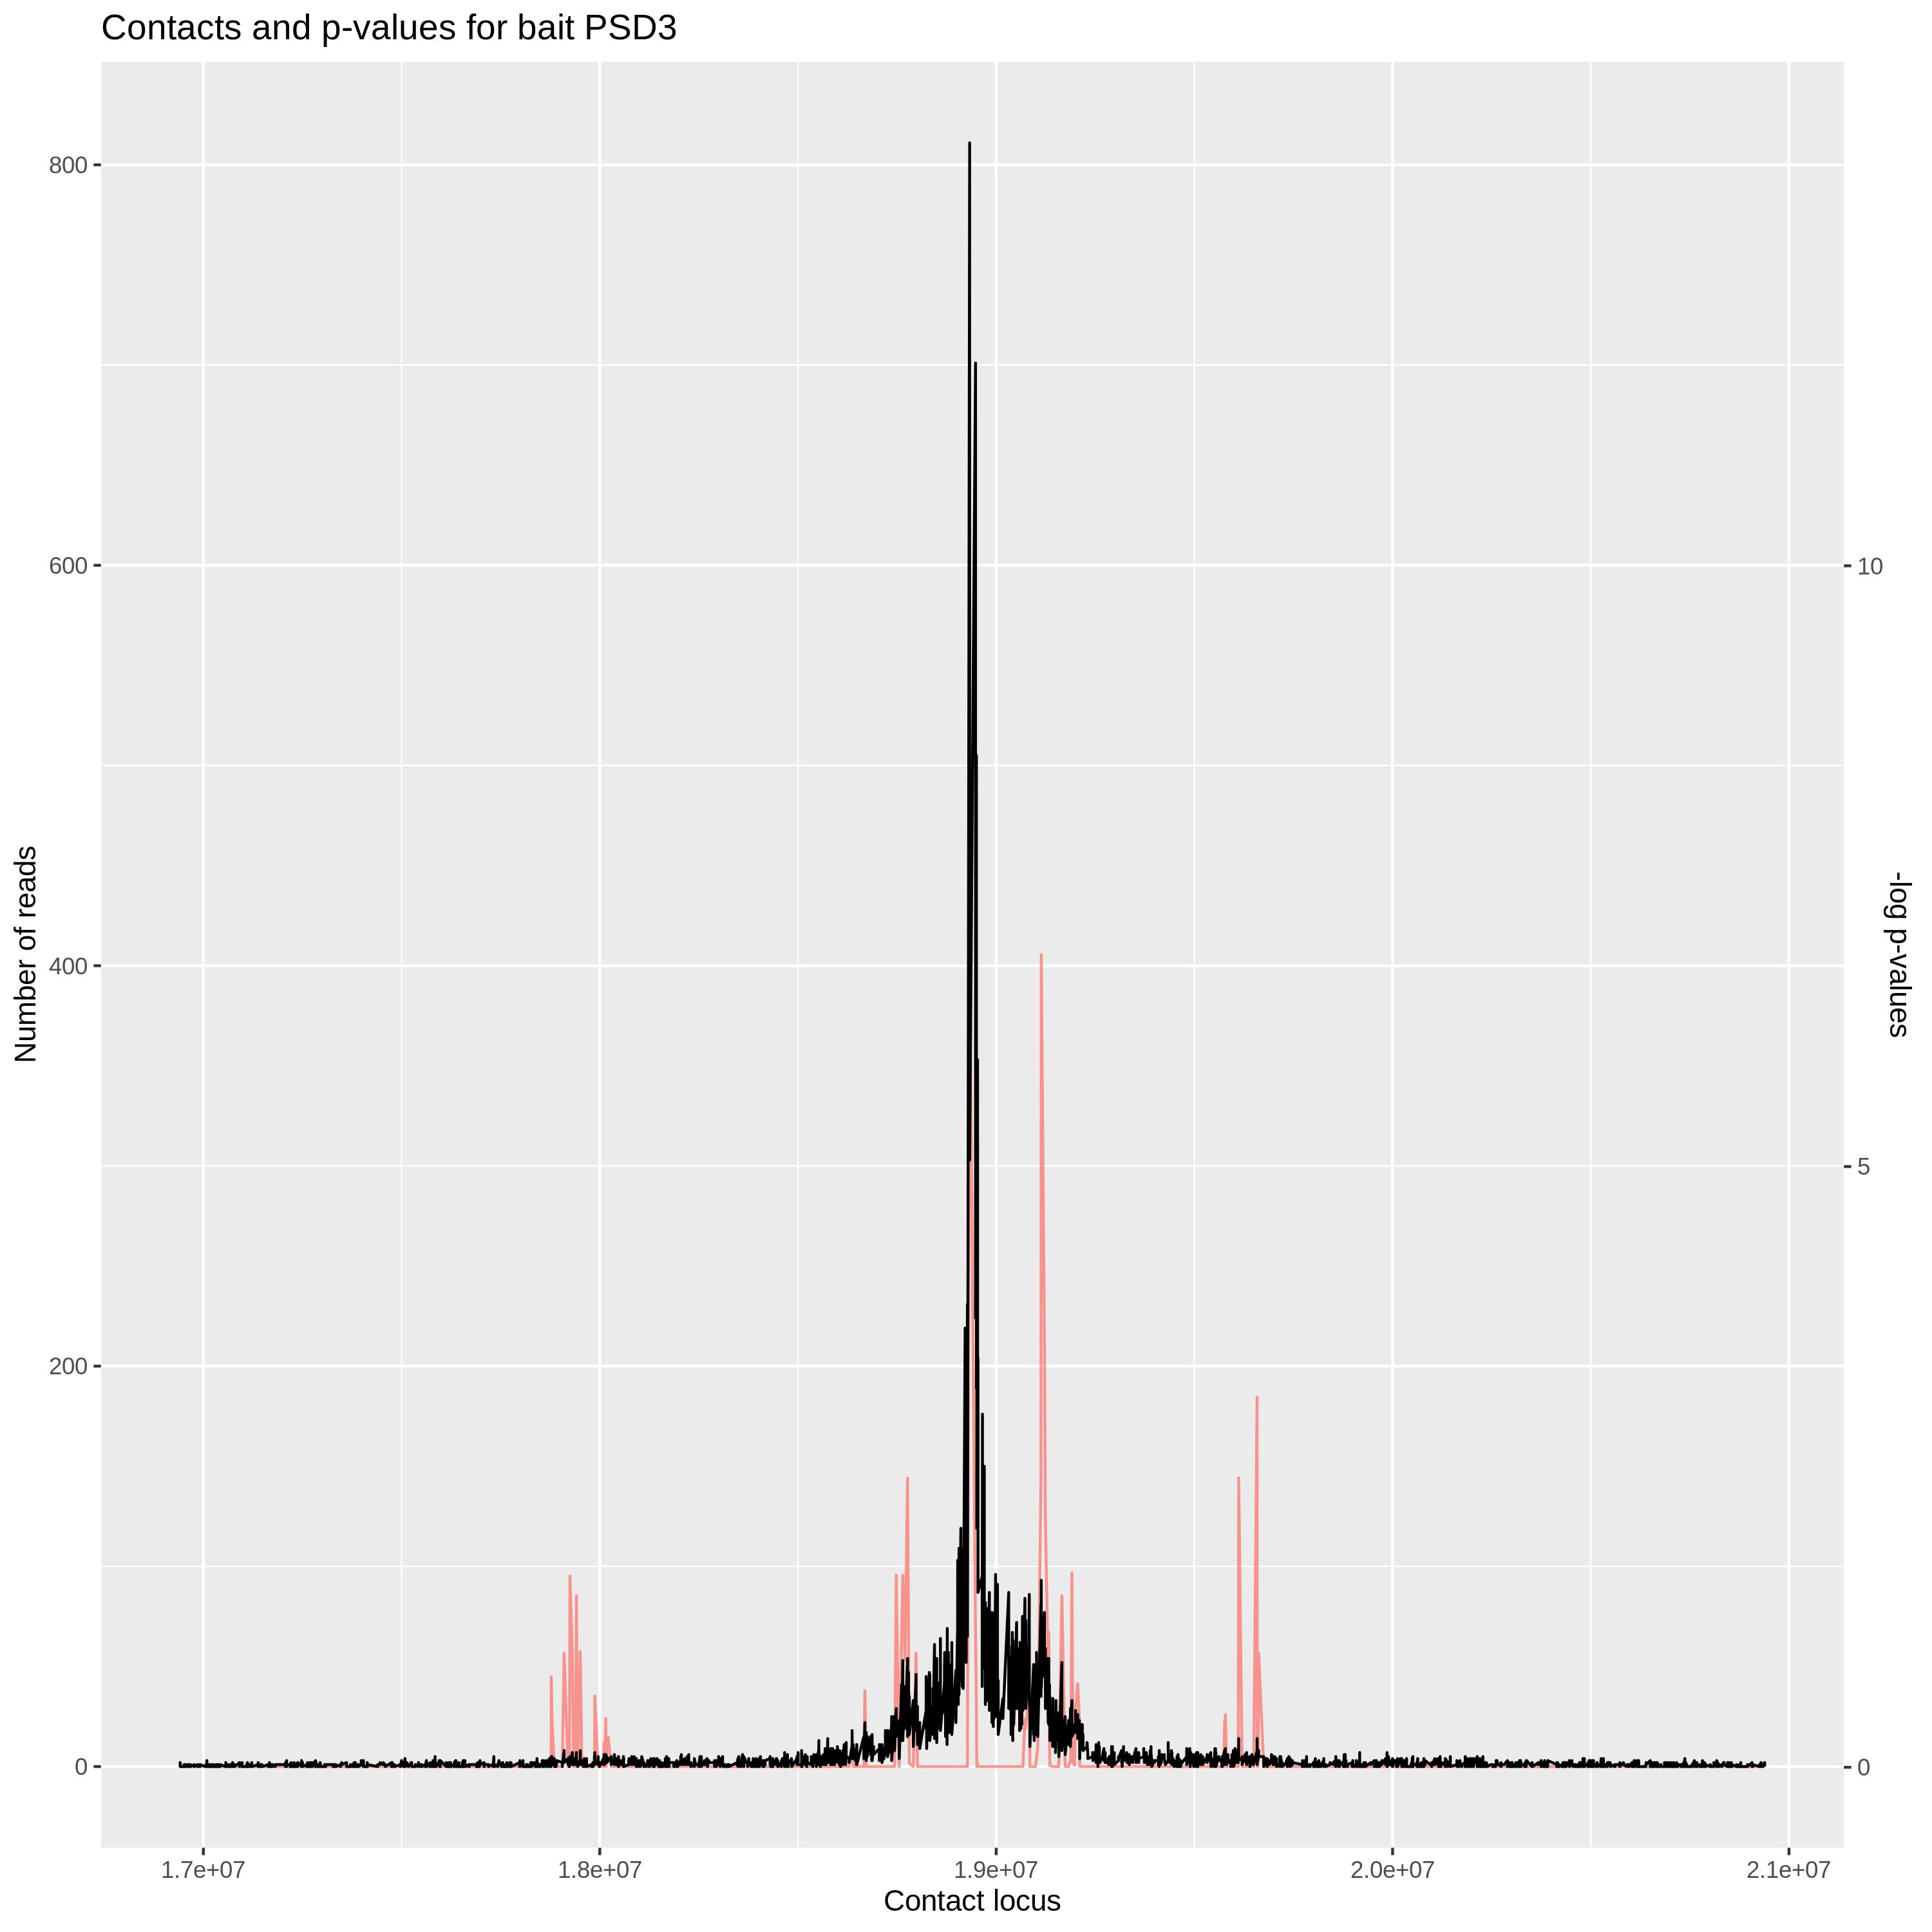 Contacts and p-values for bait PSD3
800
600
400
200
0
Number of reads
10
5
0
-log p-values
1.7e+07
1.8e+07
1.9e+07
2.0e+07
2.1e+07
Contact locus